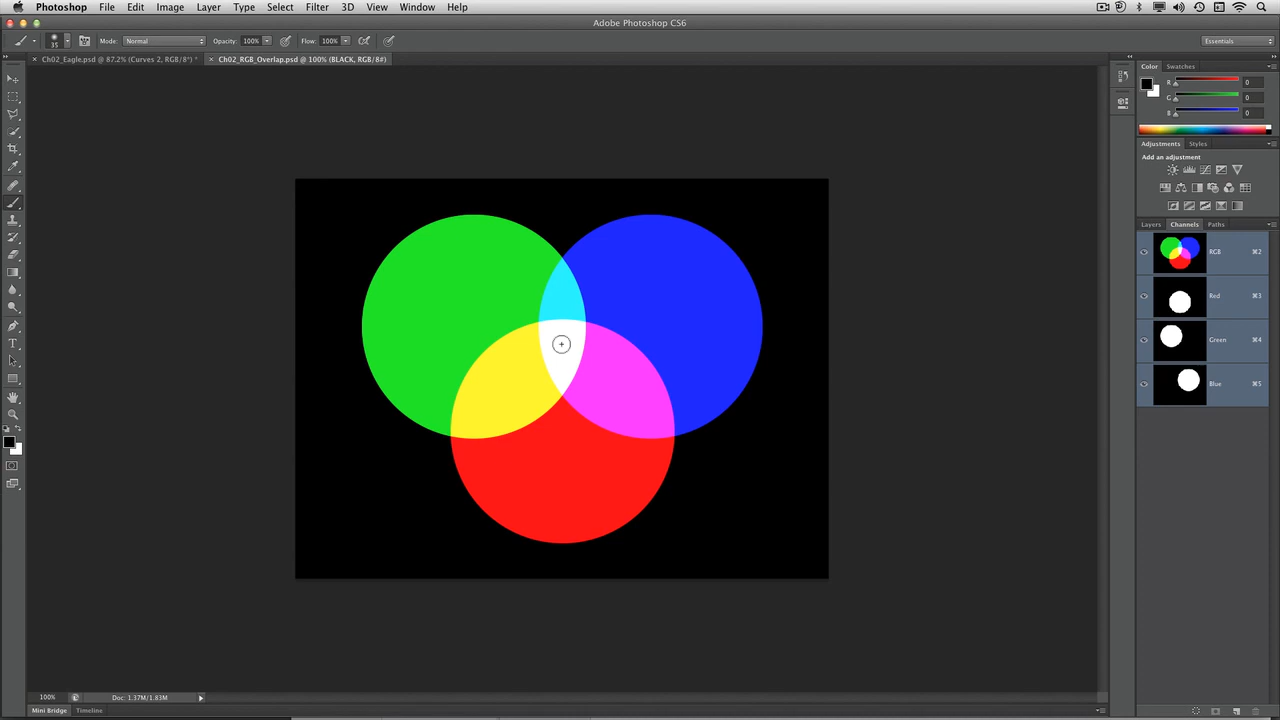 Photoshop File Edit Image Layer Type Select Filter 3D View Window Help
Adobe Photoshop CS6
35 Mode: Normal Opacity: 100% Flow: 100% Essentials
× Ch02_Eagle.psd @ 87.2% (Curves 2, RGB/8*) * × Ch02_RGB_Overlap.psd @ 100% (BLACK, RGB/8#)
Color Swatches
R 0
G 0
B 0
Adjustments Styles
Add an adjustment
Layers Channels Paths
RGB ⌘2
Red ⌘3
Green ⌘4
Blue ⌘5
100% Doc: 1.37M/1.83M
Mini Bridge Timeline